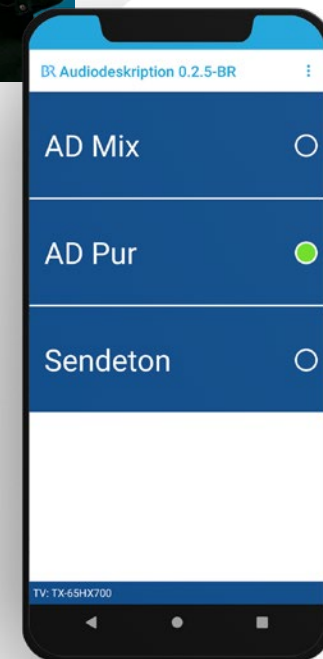 BR Audiodeskription 0.2.5-BR
AD Mix
AD Pur
Sendeton
TV: TX-65HX700